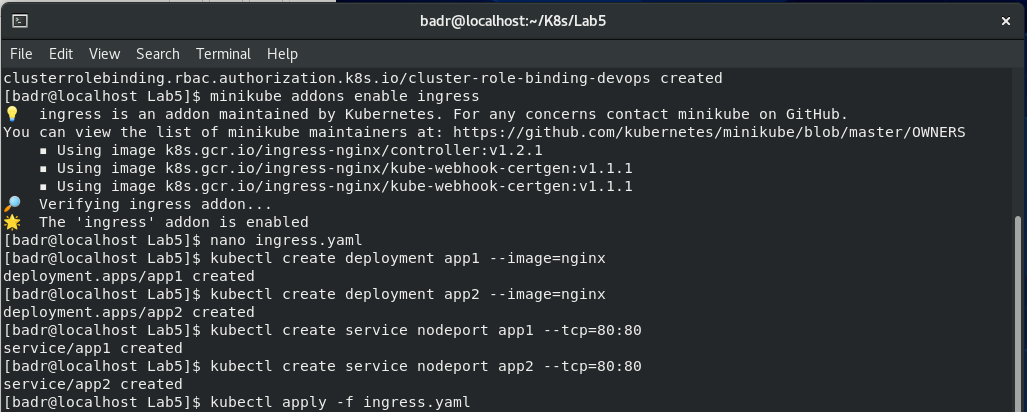 badr@localhost:~/K8s/Lab5
File Edit View Search Terminal Help
clusterrolebinding.rbac.authorization.k8s.io/cluster-role-binding-devops created
[badr@localhost Lab5]$ minikube addons enable ingress
💡 ingress is an addon maintained by Kubernetes. For any concerns contact minikube on GitHub.
You can view the list of minikube maintainers at: https://github.com/kubernetes/minikube/blob/master/OWNERS
▪ Using image k8s.gcr.io/ingress-nginx/controller:v1.2.1
▪ Using image k8s.gcr.io/ingress-nginx/kube-webhook-certgen:v1.1.1
▪ Using image k8s.gcr.io/ingress-nginx/kube-webhook-certgen:v1.1.1
🔎 Verifying ingress addon...
🌟 The 'ingress' addon is enabled
[badr@localhost Lab5]$ nano ingress.yaml
[badr@localhost Lab5]$ kubectl create deployment app1 --image=nginx
deployment.apps/app1 created
[badr@localhost Lab5]$ kubectl create deployment app2 --image=nginx
deployment.apps/app2 created
[badr@localhost Lab5]$ kubectl create service nodeport app1 --tcp=80:80
service/app1 created
[badr@localhost Lab5]$ kubectl create service nodeport app2 --tcp=80:80
service/app2 created
[badr@localhost Lab5]$ kubectl apply -f ingress.yaml